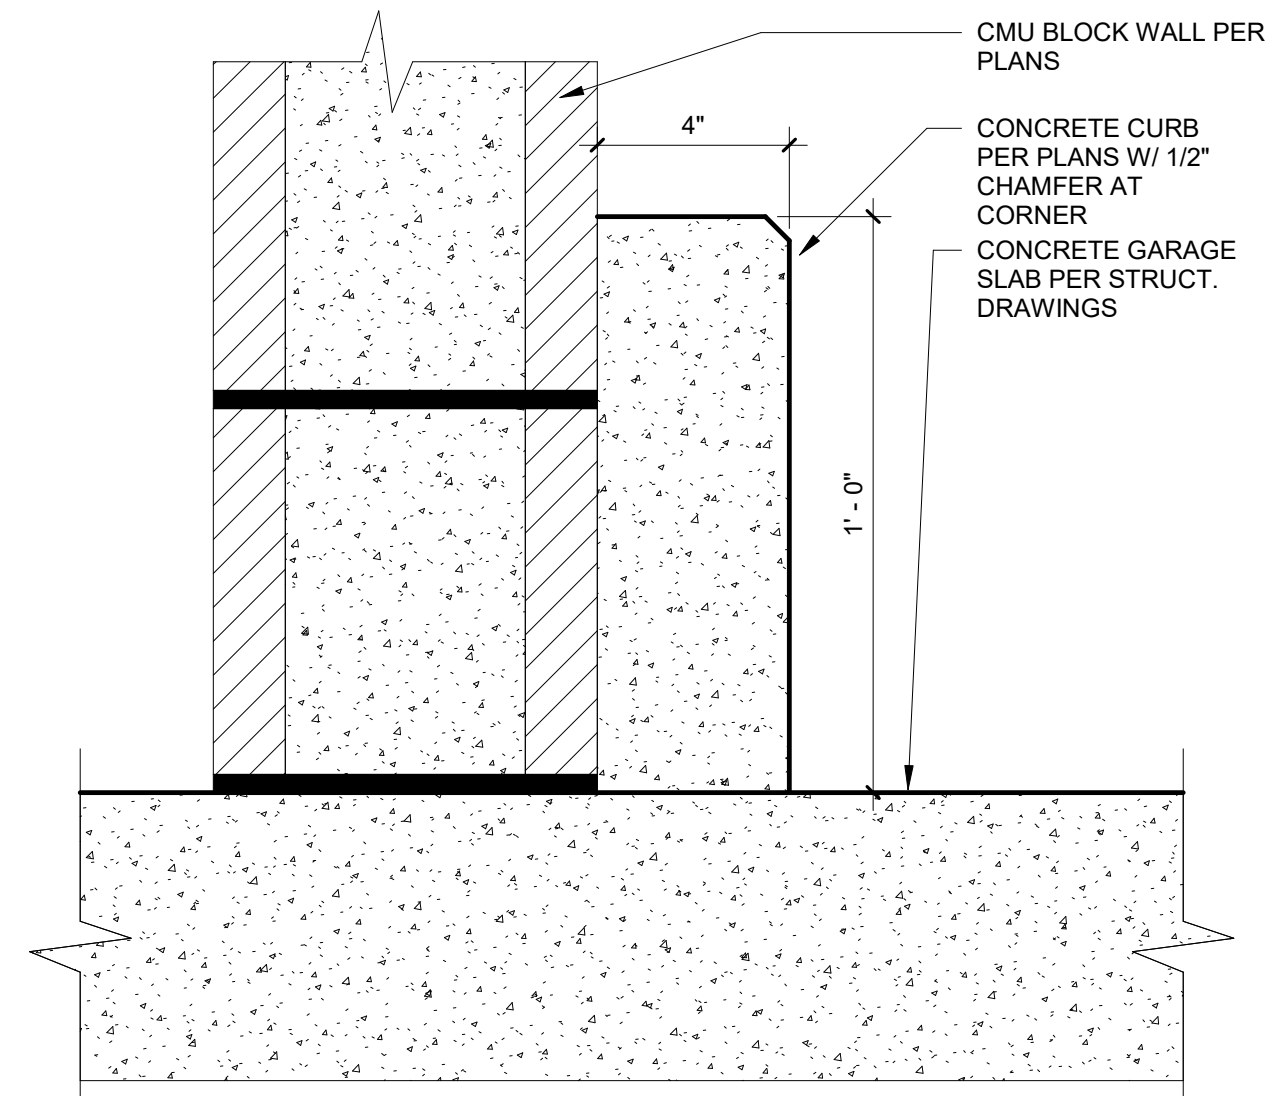 CMU BLOCK WALL PER
PLANS
4"
CONCRETE CURB
PER PLANS W/ 1/2"
CHAMFER AT
CORNER
CONCRETE GARAGE
SLAB PER STRUCT.
DRAWINGS
1' - 0"